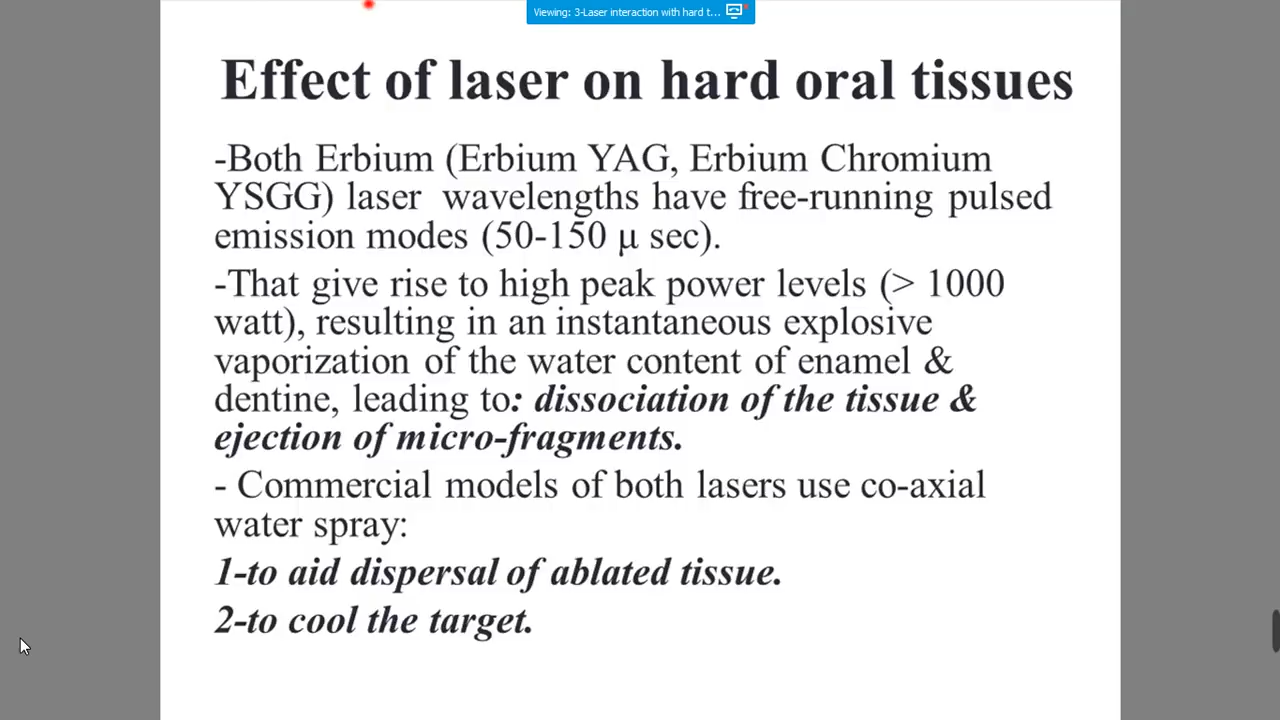 Viewing: 3-Laser interaction with hard t...
Effect of laser on hard oral tissues
-Both Erbium (Erbium YAG, Erbium Chromium
YSGG) laser wavelengths have free-running pulsed
emission modes (50-150 µ sec).
-That give rise to high peak power levels (> 1000
watt), resulting in an instantaneous explosive
vaporization of the water content of enamel &
dentine, leading to: dissociation of the tissue &
ejection of micro-fragments.
- Commercial models of both lasers use co-axial
water spray:
1-to aid dispersal of ablated tissue.
2-to cool the target.